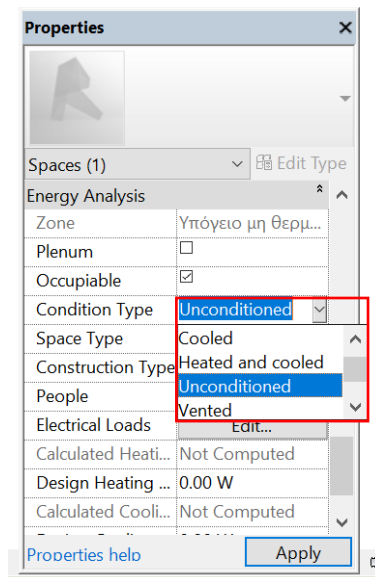 Properties
Spaces (1) Edit Type
Energy Analysis
Zone Υπόγειο μη θερμ...
Plenum
Occupiable
Condition Type Unconditioned
Space Type Cooled
Construction Type Heated and cooled
Unconditioned
People Vented
Electrical Loads Edit...
Calculated Heati... Not Computed
Design Heating ... 0.00 W
Calculated Cooli... Not Computed
Properties help Apply